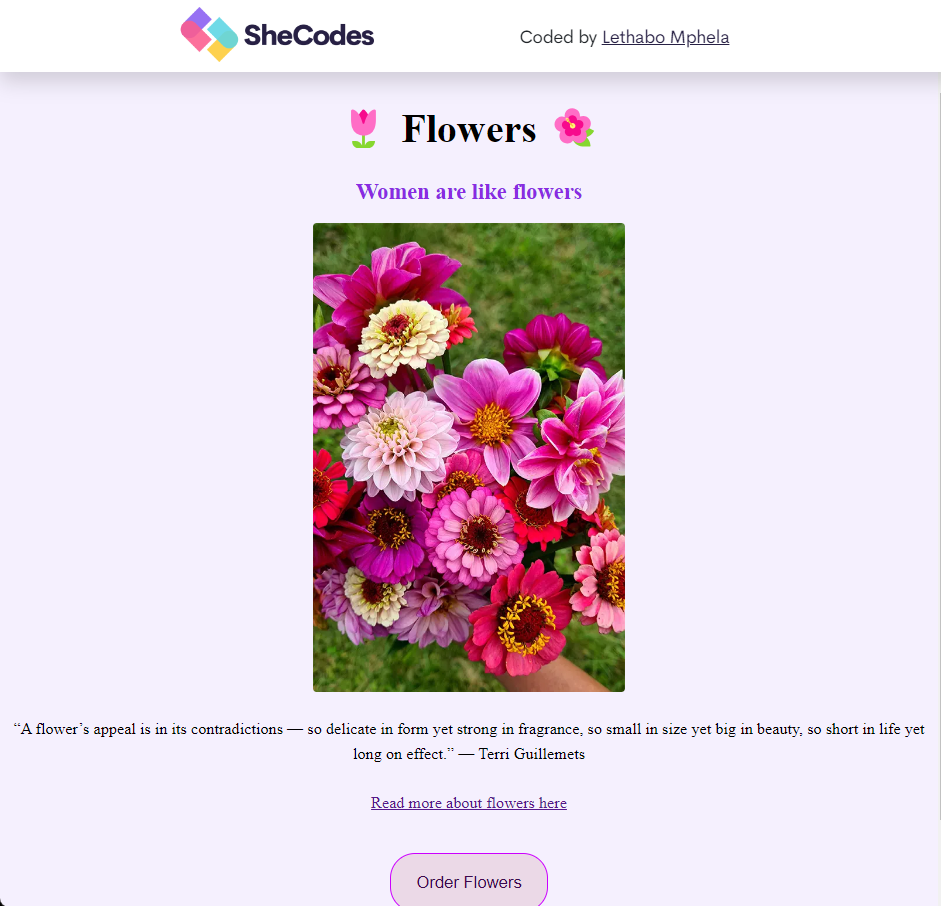 SheCodes
Coded by Lethabo Mphela
🌷 Flowers 🌺
Women are like flowers
“A flower’s appeal is in its contradictions — so delicate in form yet strong in fragrance, so small in size yet big in beauty, so short in life yet
long on effect.” — Terri Guillemets
Read more about flowers here
Order Flowers